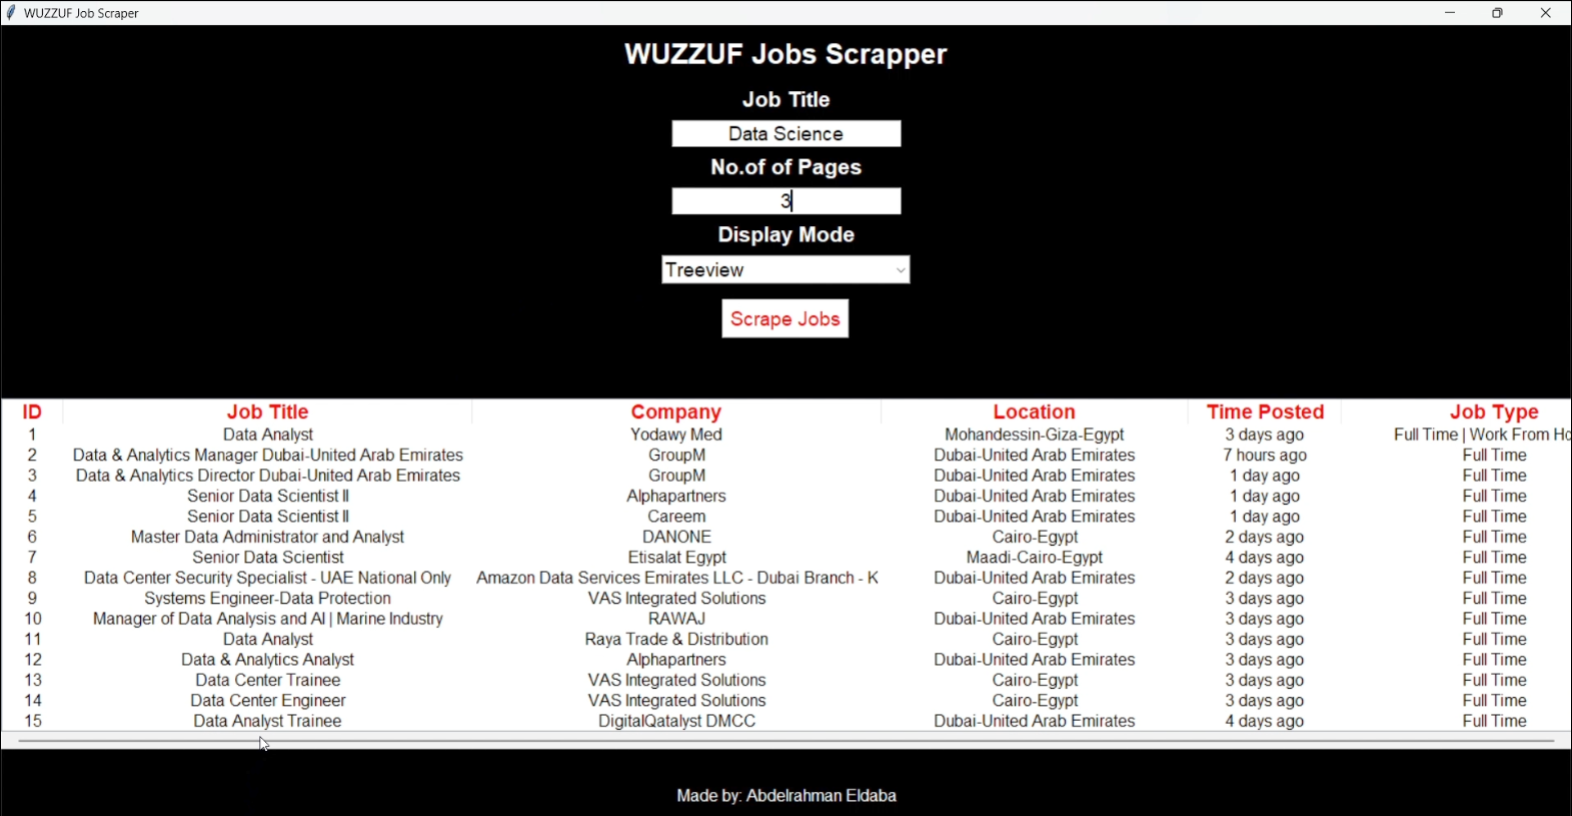 WUZZUF Job Scraper
WUZZUF Jobs Scrapper
Job Title
Data Science
No.of of Pages
3
Display Mode
Treeview
Scrape Jobs
ID Job Title Company Location Time Posted Job Type
1 Data Analyst Yodawy Med Mohandessin-Giza-Egypt 3 days ago Full Time | Work From Ho
2 Data & Analytics Manager Dubai-United Arab Emirates GroupM Dubai-United Arab Emirates 7 hours ago Full Time
3 Data & Analytics Director Dubai-United Arab Emirates GroupM Dubai-United Arab Emirates 1 day ago Full Time
4 Senior Data Scientist II Alphapartners Dubai-United Arab Emirates 1 day ago Full Time
5 Senior Data Scientist II Careem Dubai-United Arab Emirates 1 day ago Full Time
6 Master Data Administrator and Analyst DANONE Cairo-Egypt 2 days ago Full Time
7 Senior Data Scientist Etisalat Egypt Maadi-Cairo-Egypt 4 days ago Full Time
8 Data Center Security Specialist - UAE National Only Amazon Data Services Emirates LLC - Dubai Branch - K Dubai-United Arab Emirates 2 days ago Full Time
9 Systems Engineer-Data Protection VAS Integrated Solutions Cairo-Egypt 3 days ago Full Time
10 Manager of Data Analysis and AI | Marine Industry RAWAJ Dubai-United Arab Emirates 3 days ago Full Time
11 Data Analyst Raya Trade & Distribution Cairo-Egypt 3 days ago Full Time
12 Data & Analytics Analyst Alphapartners Dubai-United Arab Emirates 3 days ago Full Time
13 Data Center Trainee VAS Integrated Solutions Cairo-Egypt 3 days ago Full Time
14 Data Center Engineer VAS Integrated Solutions Cairo-Egypt 3 days ago Full Time
15 Data Analyst Trainee DigitalQatalyst DMCC Dubai-United Arab Emirates 4 days ago Full Time
Made by: Abdelrahman Eldaba